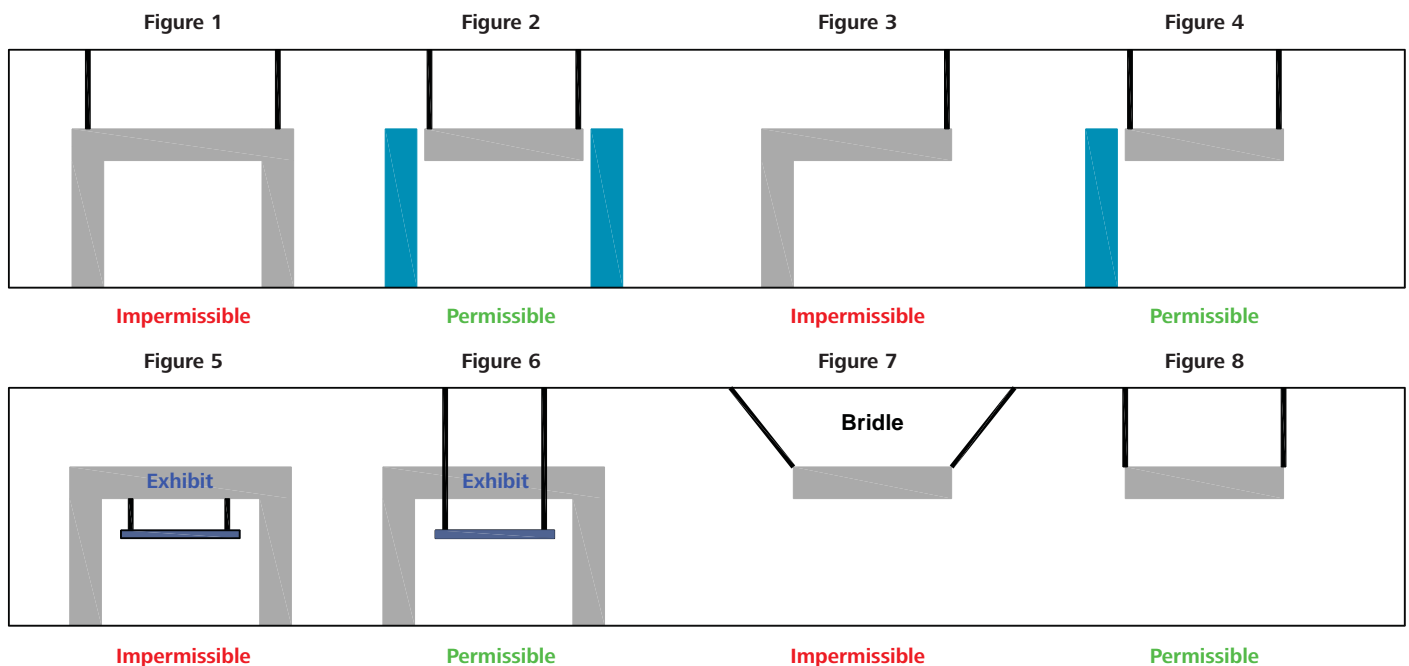 Figure 1 Figure 2 Figure 3 Figure 4
Impermissible Permissible Impermissible Permissible
Figure 5 Figure 6 Figure 7 Figure 8
Bridle
Exhibit Exhibit
Impermissible Permissible Impermissible Permissible